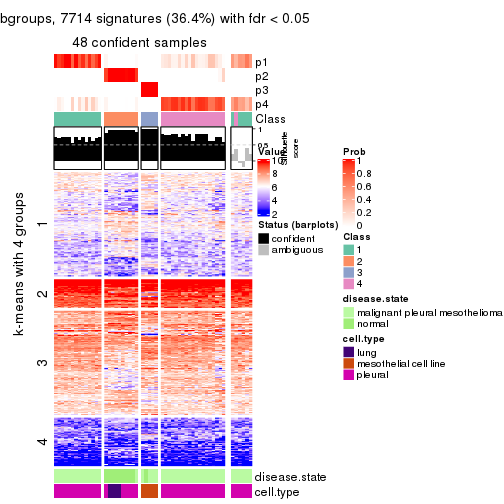 bgroups, 7714 signatures (36.4%) with fdr < 0.05
48 confident samples
p1
p2
p3
p4
Class
1
0.5
Silhouette
score
Value
10
8
6
4
2
Prob
1
0.8
0.6
0.4
0.2
0
Status (barplots)
confident
ambiguous
Class
1
2
3
4
disease.state
malignant pleural mesothelioma
normal
cell.type
lung
mesothelial cell line
pleural
k-means with 4 groups
1
2
3
4
disease.state
cell.type